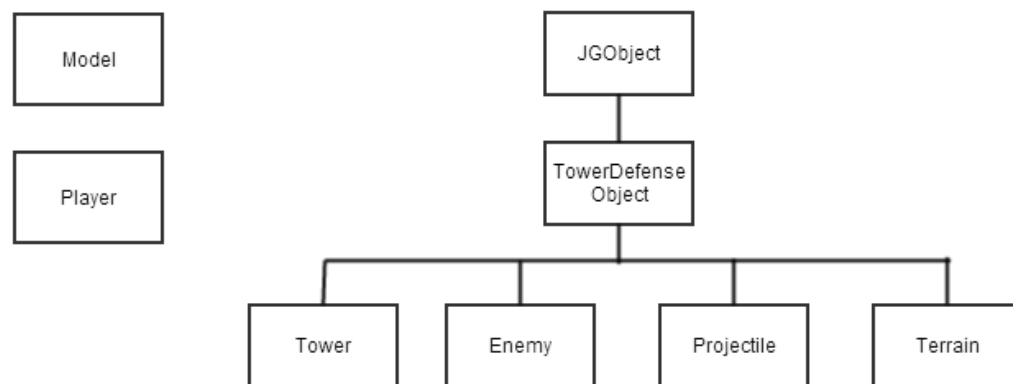 Model
JGObject
Player
TowerDefense
Object
Tower
Enemy
Projectile
Terrain